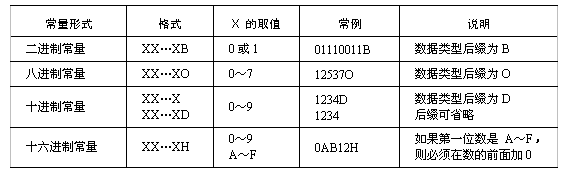 常量形式 格式 X 的取值 常例 说明
二进制常量 XX…XB 0 或 1 01110011B 数据类型后缀为 B
八进制常量 XX…XO 0～7 12537O 数据类型后缀为 O
十进制常量 XX…X 0～9 1234D 数据类型后缀为 D
XX…XD 1234 后缀可省略
十六进制常量 XX…XH 0～9 0AB12H 如果第一位数是 A～F，
A～F 则必须在数的前面加 0